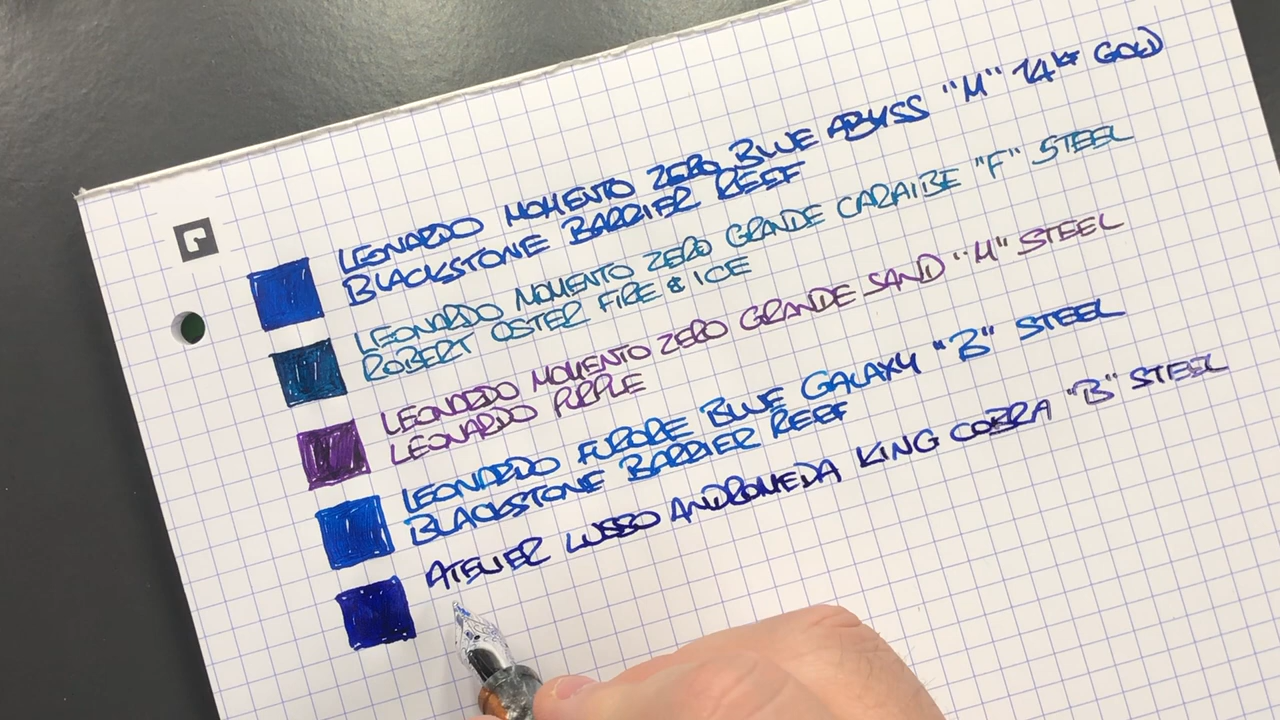 LEONARDO MOMENTO ZERO BLUE ABYSS "M" 14K GOLD
BLACKSTONE BARRIER REEF
LEONARDO MOMENTO ZERO GRANDE CARAIBE "F" STEEL
ROBERT OSTER FIRE & ICE
LEONARDO MOMENTO ZERO GRANDE SAND "M" STEEL
LEONARDO PURPLE
LEONARDO FURORE BLUE GALAXY "B" STEEL
BLACKSTONE BARRIER REEF
ATELIER LUSSO ANDROMEDA KING COBRA "B" STEEL